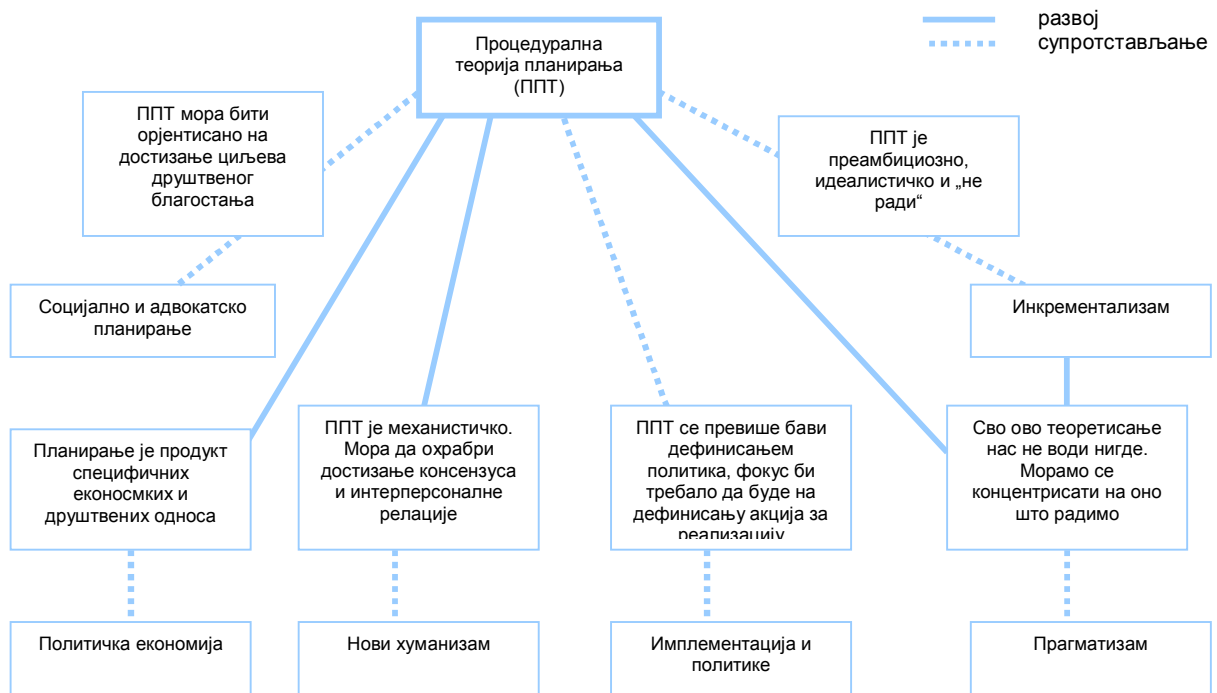 развој
супротстављање
Процедурална
теорија планирања
(ППТ)
ППТ мора бити
орјентисано на
достизање циљева
друштвеног
благостања
ППТ је
преамбициозно,
идеалистичко и „не
ради“
Социјално и адвокатско
планирање
Инкрементализам
Планирање је продукт
специфичних
економских и
друштвених односа
ППТ је механистичко.
Мора да охрабри
достизање консензуса
и интерперсоналне
релације
ППТ се превише бави
дефинисањем
политика, фокус би
требало да буде на
дефинисању акција за
реализацију
Сво ово теоретисање
нас не води нигде.
Морамо се
концентрисати на оно
што радимо
Политичка економија
Нови хуманизам
Имплементација и
политике
Прагматизам